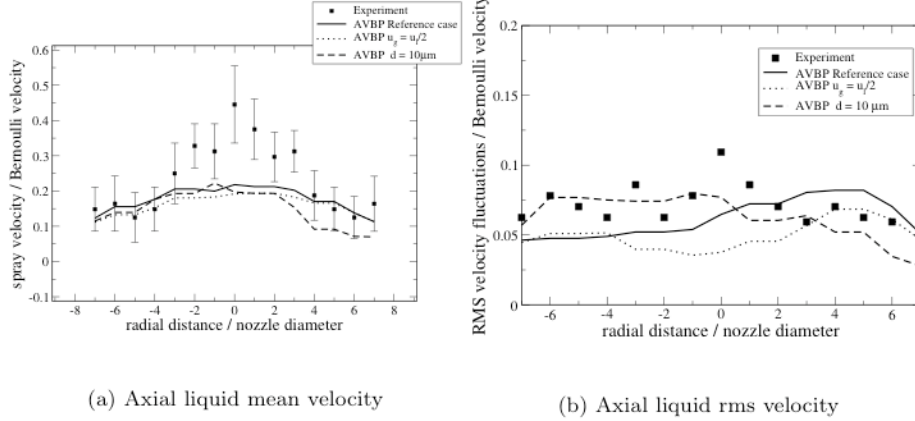 Experiment
AVBP Reference case
AVBP u_g = u_l/2
AVBP d = 10μm
0.6
0.5
0.4
0.3
0.2
0.1
0
-0.1
spray velocity / Bernoulli velocity
-8 -6 -4 -2 0 2 4 6 8
radial distance / nozzle diameter
(a) Axial liquid mean velocity
Experiment
AVBP Reference case
AVBP u_g = u_l/2
AVBP d = 10 μm
0.2
0.15
0.1
0.05
0
RMS velocity fluctuations / Bernoulli velocity
-6 -4 -2 0 2 4 6
radial distance / nozzle diameter
(b) Axial liquid rms velocity